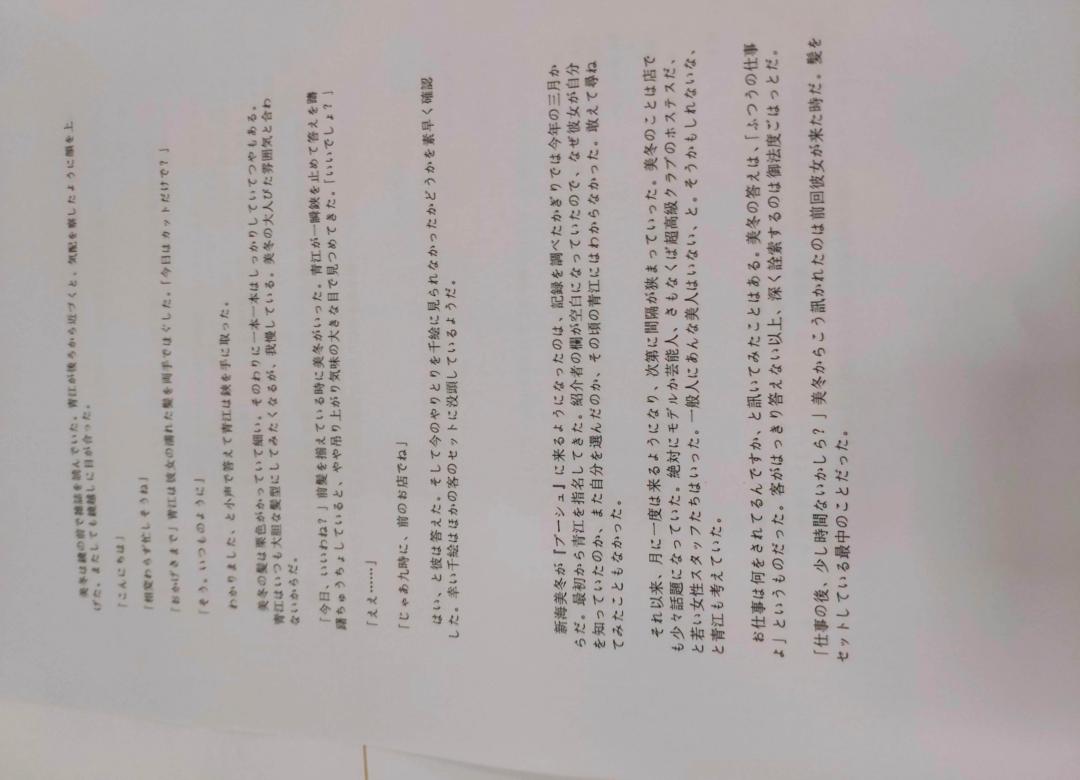 美冬は鏡の前で雑誌を読んでいた。青江が後ろから近づくと、気配を察したように顔を上
げた。またしても鏡越しに目が合った。
「こんにちは」
「相変わらず忙しそうね」
「おかげさまで」青江は彼女の濡れた髪を両手でほぐした。「今日はカットだけで？」
「そう。いつものように」
わかりました、と小声で答えて青江は鋏を手に取った。
美冬の髪は栗色がかっていて細い。そのわりに一本一本はしっかりしていてつやもある。
青江はいつも大胆な髪型にしてみたくなるが、我慢している。美冬の大人びた雰囲気と合わ
ないからだ。
「今日、いいわね？」前髪を揃えている時に美冬がいった。青江が一瞬鋏を止めて答えを躊
躇ちゅうちょしていると、やや吊り上がり気味の大きな目で見つめてきた。「いいでしょ？」
「ええ……」
「じゃあ九時に、前のお店でね」
はい、と彼は答えた。そして今のやりとりを千絵に見られなかったかどうかを素早く確認
した。幸い千絵はほかの客のセットに没頭しているようだ。
新海美冬が『ブーシュ』に来るようになったのは、記録を調べたかぎりでは今年の三月か
らだ。最初から青江を指名してきた。紹介者の欄が空白になっていたので、なぜ彼女が自分
を知っていたのか、また自分を選んだのか、その頃の青江にはわからなかった。敢えて尋ね
てみたこともなかった。
それ以来、月に一度は来るようになり、次第に間隔が狭まっていった。美冬のことは店で
も少々話題になっていた。絶対にモデルか芸能人、さもなくば超高級クラブのホステスだ、
と若い女性スタッフたちはいった。一般人にあんな美人はいない、と。そうかもしれないな、
と青江も考えていた。
お仕事は何をされてるんですか、と訊いてみたことはある。美冬の答えは、「ふつうの仕事
よ」というものだった。客がはっきり答えない以上、深く詮索するのは御法度ごはっとだ。
「仕事の後、少し時間ないかしら？」美冬からこう訊かれたのは前回彼女が来た時だ。髪を
セットしている最中のことだった。